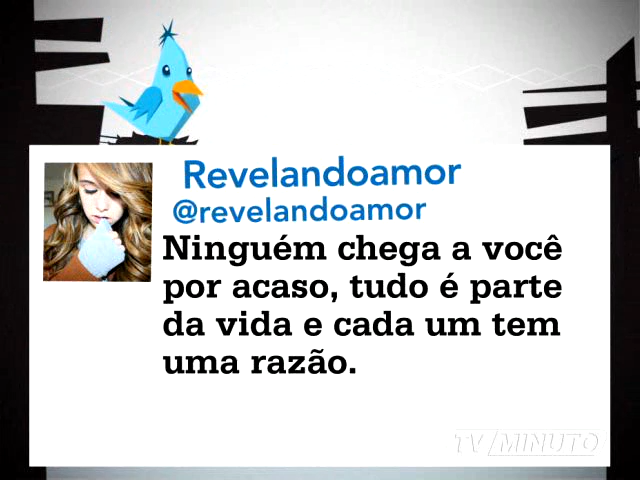 Revelandoamor
@revelandoamor
Ninguém chega a você
por acaso, tudo é parte
da vida e cada um tem
uma razão.
TV MINUTO